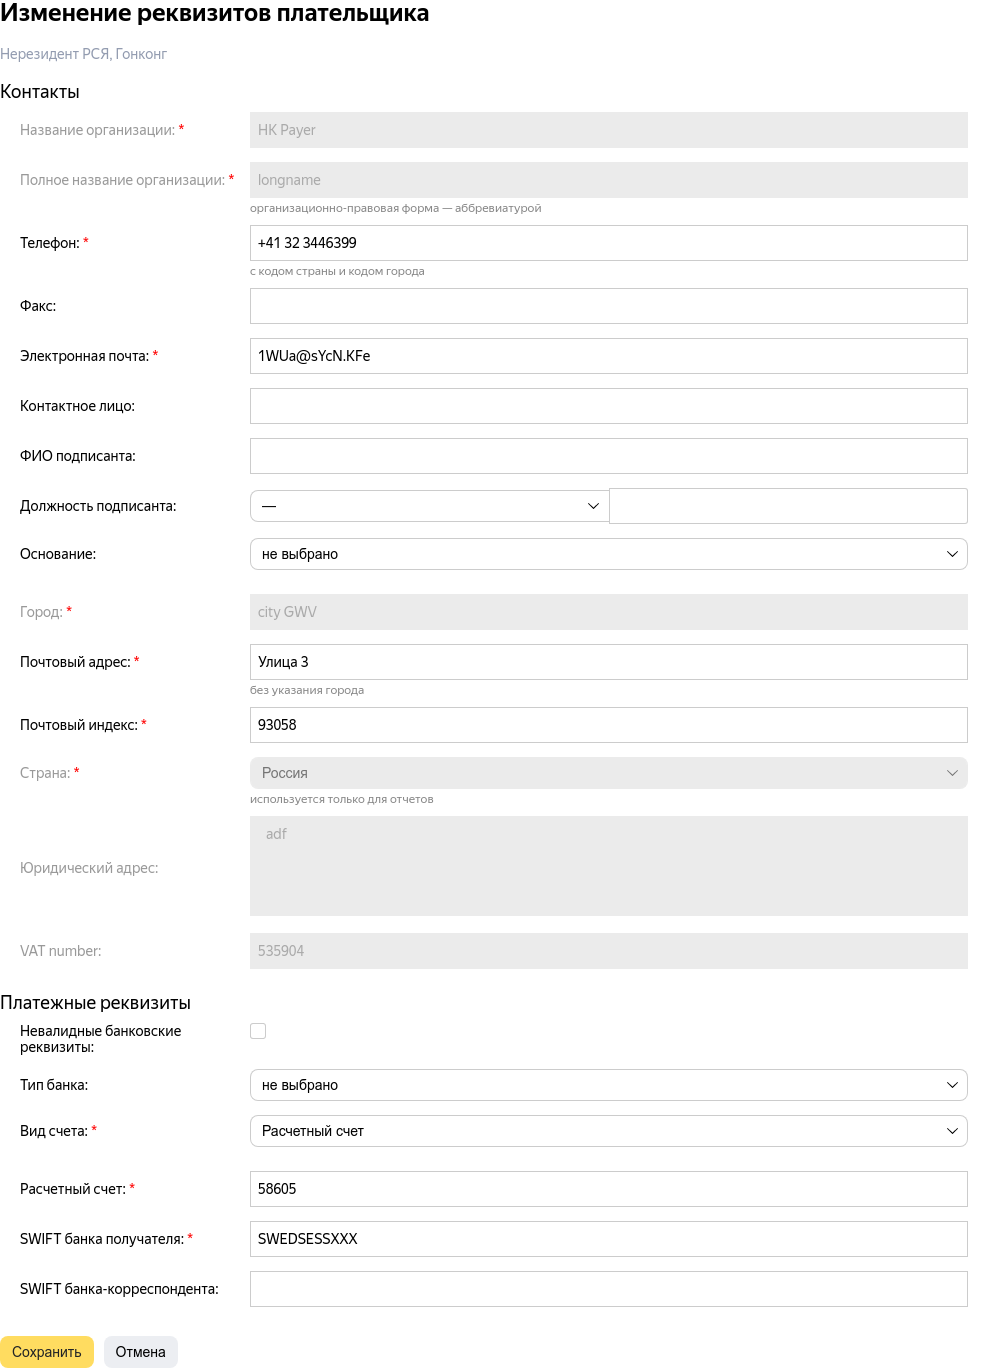 Изменение реквизитов плательщика
Нерезидент РСЯ, Гонконг
Контакты
Название организации: * HK Payer
Полное название организации: * longname
организационно-правовая форма — аббревиатурой
Телефон: * +41 32 3446399
с кодом страны и кодом города
Факс:
Электронная почта: * 1WUa@sYcN.KFe
Контактное лицо:
ФИО подписанта:
Должность подписанта: —
Основание: не выбрано
Город: * city GWV
Почтовый адрес: * Улица 3
без указания города
Почтовый индекс: * 93058
Страна: * Россия
используется только для отчетов
adf
Юридический адрес:
VAT number: 535904
Платежные реквизиты
Невалидные банковские
реквизиты:
Тип банка: не выбрано
Вид счета: * Расчетный счет
Расчетный счет: * 58605
SWIFT банка получателя: * SWEDSESSXXX
SWIFT банка-корреспондента:
Сохранить Отмена